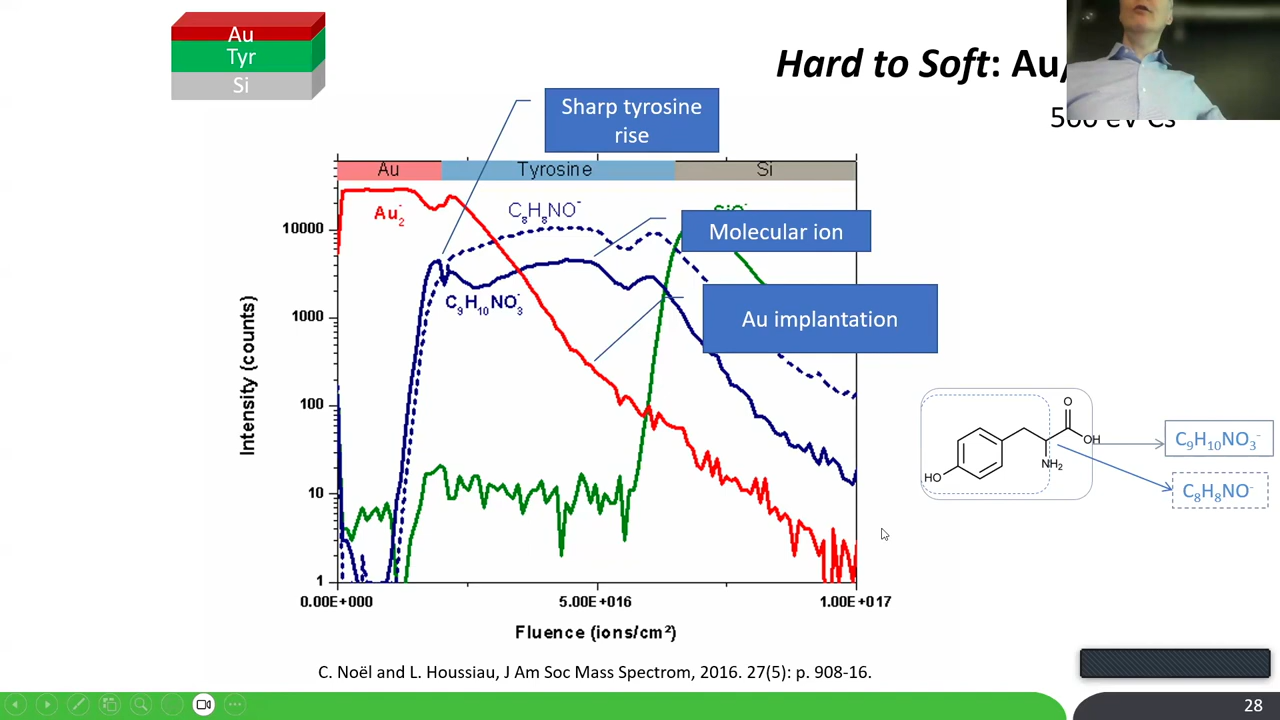 Au
Tyr
Si
Hard to Soft: Au/
500 eV Cs
Sharp tyrosine
rise
Au
Tyrosine
Si
Au₂⁻
C₈H₈NO⁻
Molecular ion
Au implantation
C₉H₁₀NO₃⁻
10000
1000
100
10
1
Intensity (counts)
0.00E+000
5.00E+016
1.00E+017
Fluence (ions/cm²)
O
OH
NH₂
HO
C₉H₁₀NO₃⁻
C₈H₈NO⁻
C. Noël and L. Houssiau, J Am Soc Mass Spectrom, 2016. 27(5): p. 908-16.
28